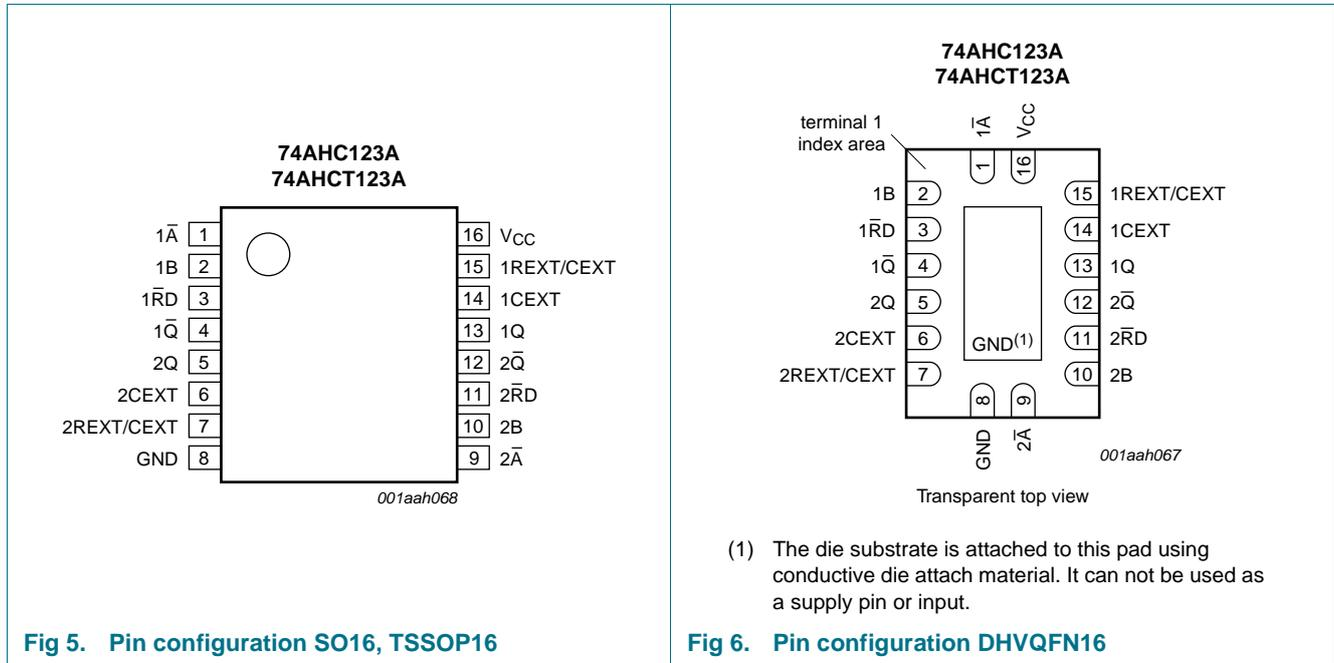 74AHC123A
74AHCT123A
1A̅ 1
1B 2
1R̅D 3
1Q̅ 4
2Q 5
2CEXT 6
2REXT/CEXT 7
GND 8
16 VCC
15 1REXT/CEXT
14 1CEXT
13 1Q
12 2Q̅
11 2R̅D
10 2B
9 2A̅
001aah068
Fig 5. Pin configuration SO16, TSSOP16
74AHC123A
74AHCT123A
terminal 1
index area
1A̅
VCC
1
16
1B 2
1R̅D 3
1Q̅ 4
2Q 5
2CEXT 6
2REXT/CEXT 7
15 1REXT/CEXT
14 1CEXT
13 1Q
12 2Q̅
11 2R̅D
10 2B
GND(1)
8
9
GND
2A̅
001aah067
Transparent top view
(1) The die substrate is attached to this pad using
conductive die attach material. It can not be used as
a supply pin or input.
Fig 6. Pin configuration DHVQFN16